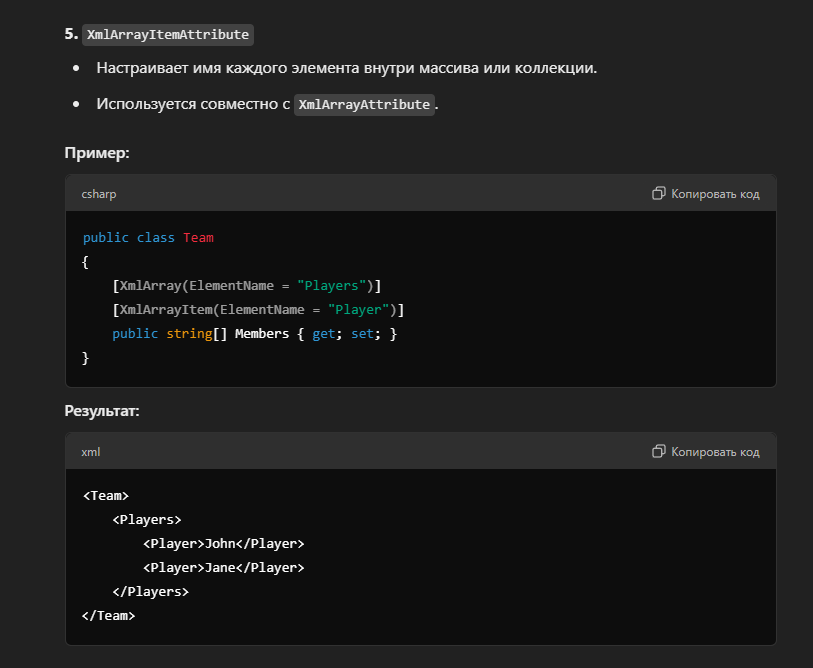 5. XmlArrayItemAttribute
• Настраивает имя каждого элемента внутри массива или коллекции.
• Используется совместно с XmlArrayAttribute.
Пример:
csharp Копировать код
public class Team
{
    [XmlArray(ElementName = "Players")]
    [XmlArrayItem(ElementName = "Player")]
    public string[] Members { get; set; }
}
Результат:
xml Копировать код
<Team>
    <Players>
        <Player>John</Player>
        <Player>Jane</Player>
    </Players>
</Team>